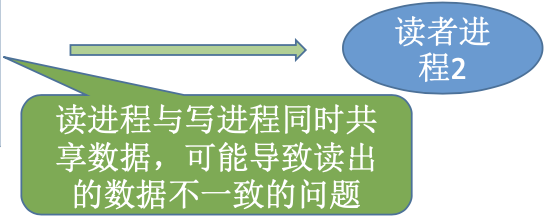 读者进
程2
读进程与写进程同时共
享数据，可能导致读出
的数据不一致的问题